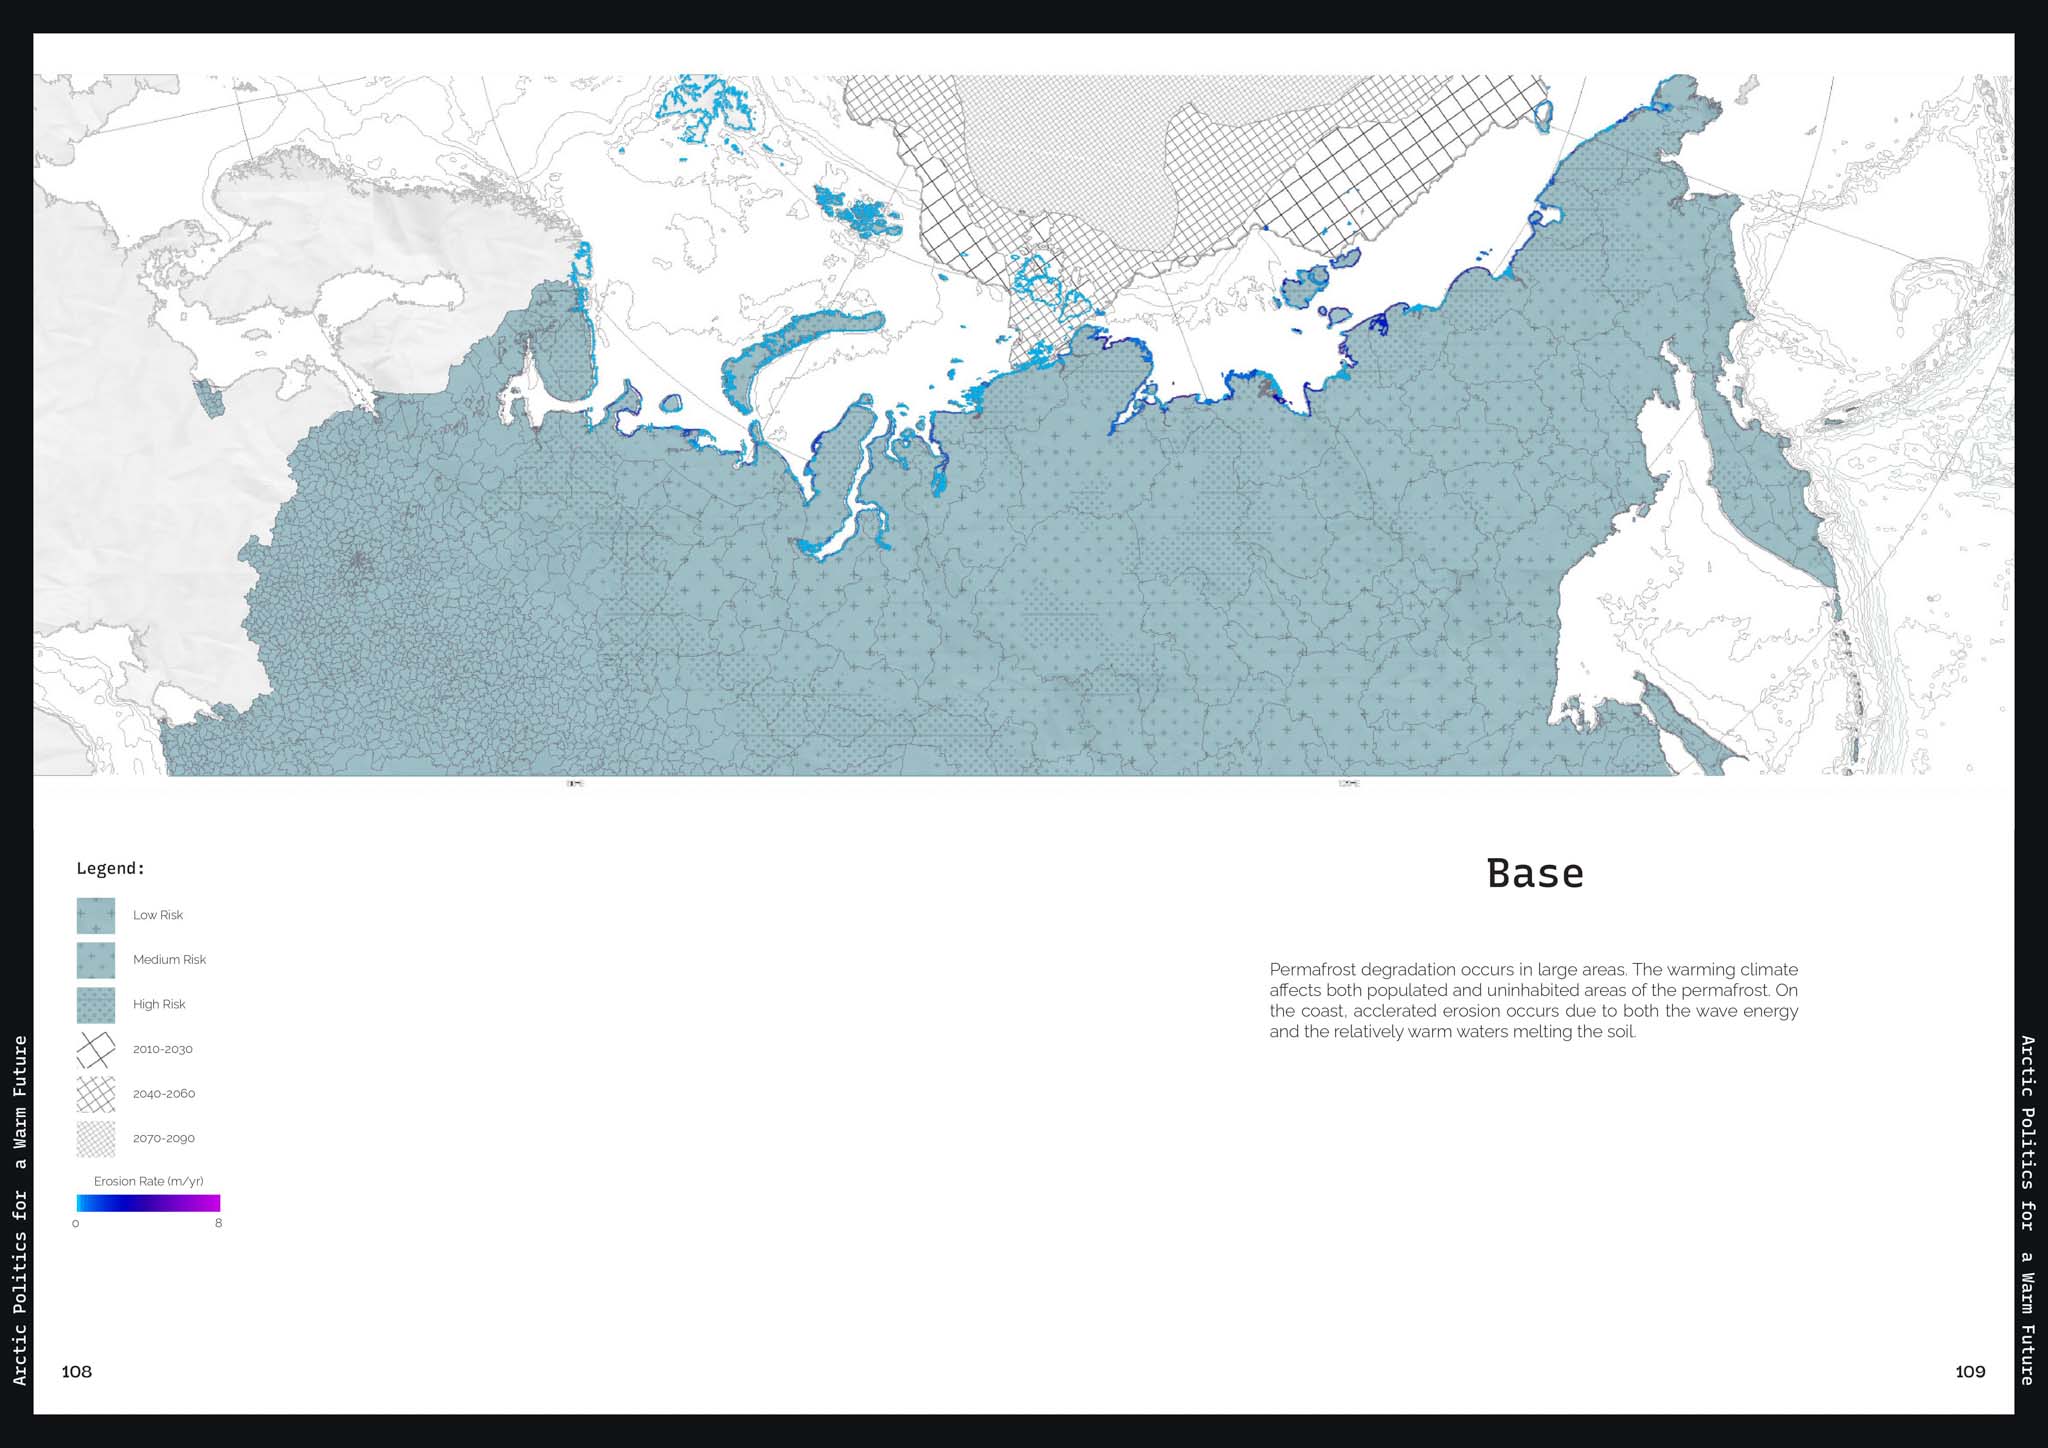 Legend:
Low Risk
Medium Risk
High Risk
2010-2030
2040-2060
2070-2090
Erosion Rate (m/yr)
0 8
Base
Permafrost degradation occurs in large areas. The warming climate
affects both populated and uninhabited areas of the permafrost. On
the coast, acclerated erosion occurs due to both the wave energy
and the relatively warm waters melting the soil.
Arctic Politics for a Warm Future
Arctic Politics for a Warm Future
108
109